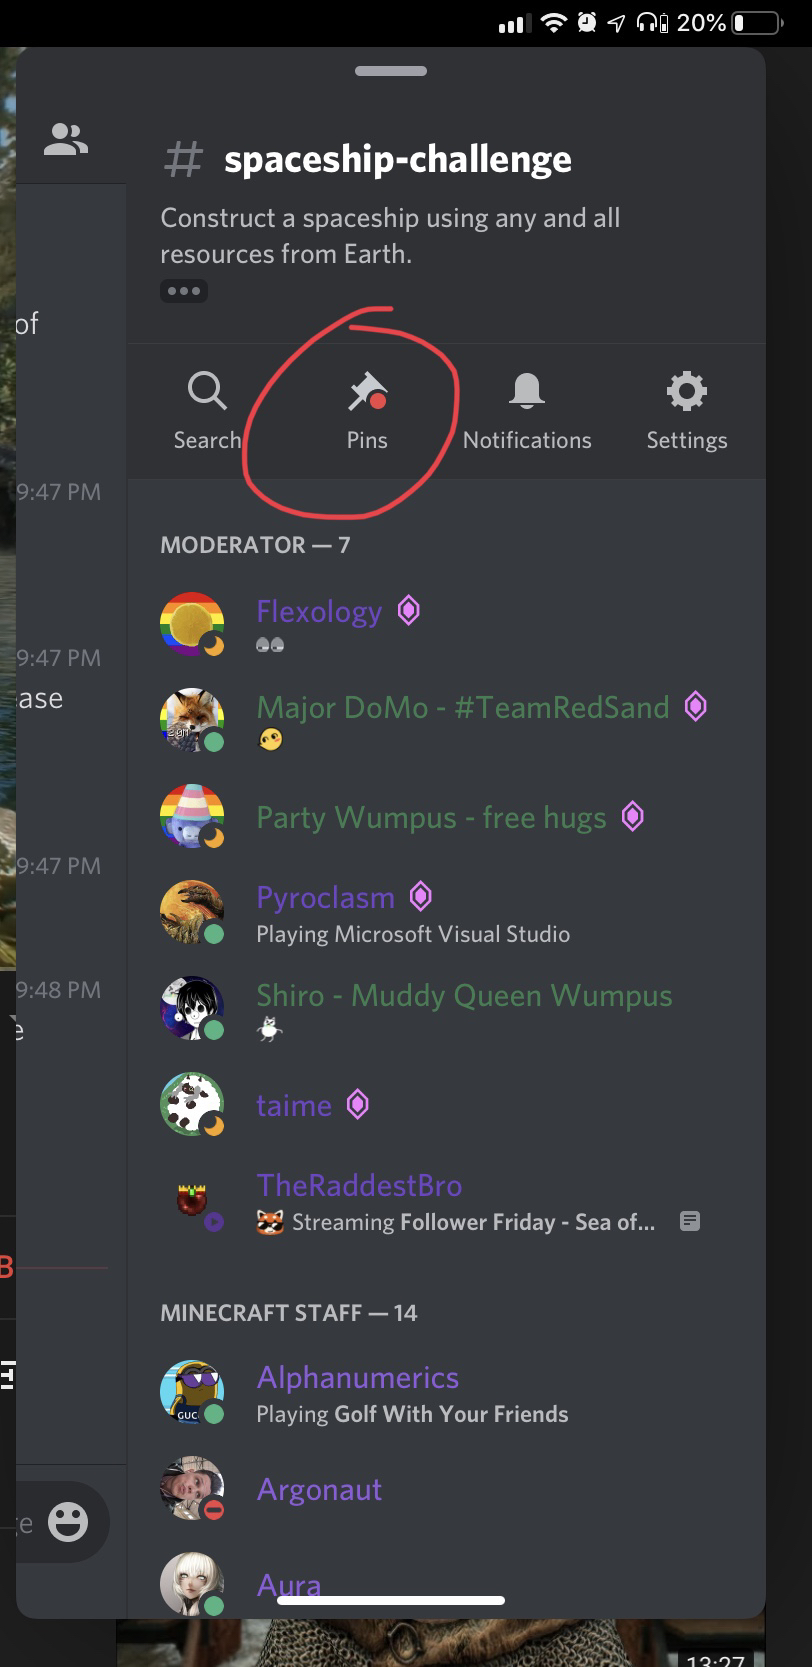 20%
# spaceship-challenge
Construct a spaceship using any and all
resources from Earth.
of
Search
Pins
Notifications
Settings
9:47 PM
MODERATOR — 7
Flexology
9:47 PM
ase
Major DoMo - #TeamRedSand
Party Wumpus - free hugs
9:47 PM
Pyroclasm
Playing Microsoft Visual Studio
9:48 PM
Shiro - Muddy Queen Wumpus
e
taime
TheRaddestBro
Streaming Follower Friday - Sea of...
B
MINECRAFT STAFF — 14
Alphanumerics
Playing Golf With Your Friends
GUC
Argonaut
e
Aura
13:27